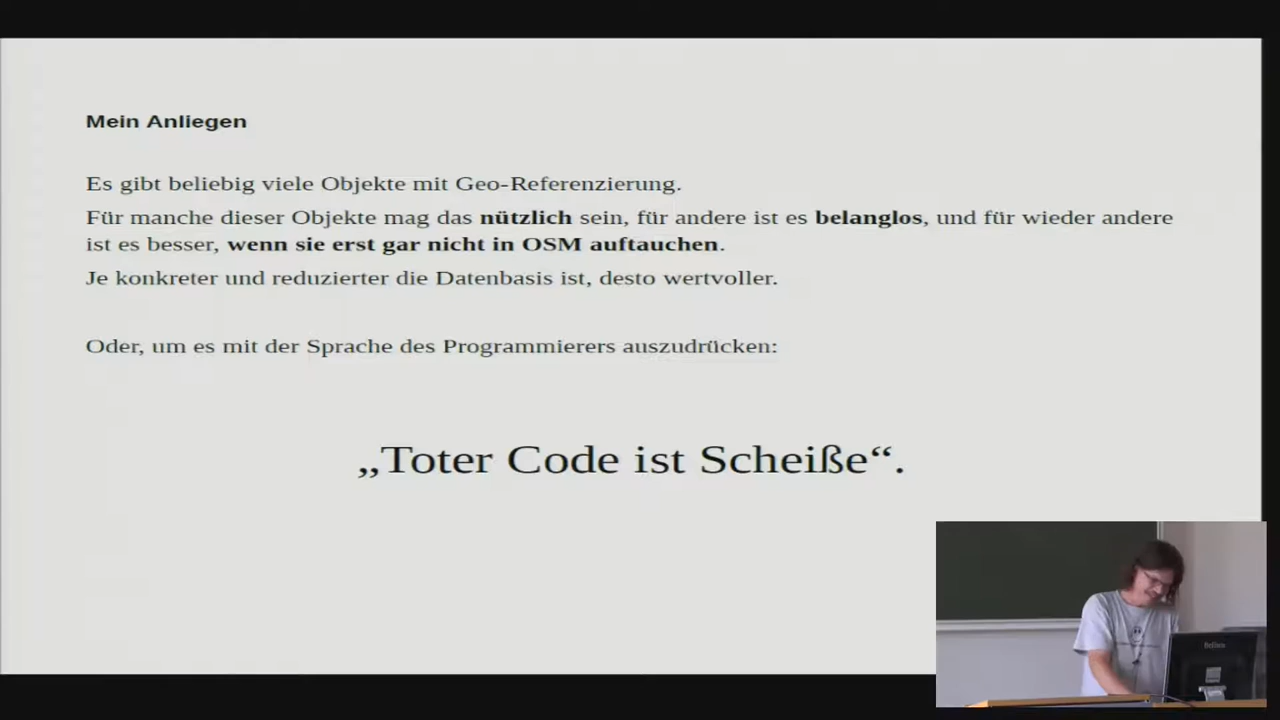 Mein Anliegen
Es gibt beliebig viele Objekte mit Geo-Referenzierung.
Für manche dieser Objekte mag das nützlich sein, für andere ist es belanglos, und für wieder andere
ist es besser, wenn sie erst gar nicht in OSM auftauchen.
Je konkreter und reduzierter die Datenbasis ist, desto wertvoller.
Oder, um es mit der Sprache des Programmierers auszudrücken:
„Toter Code ist Scheiße“.